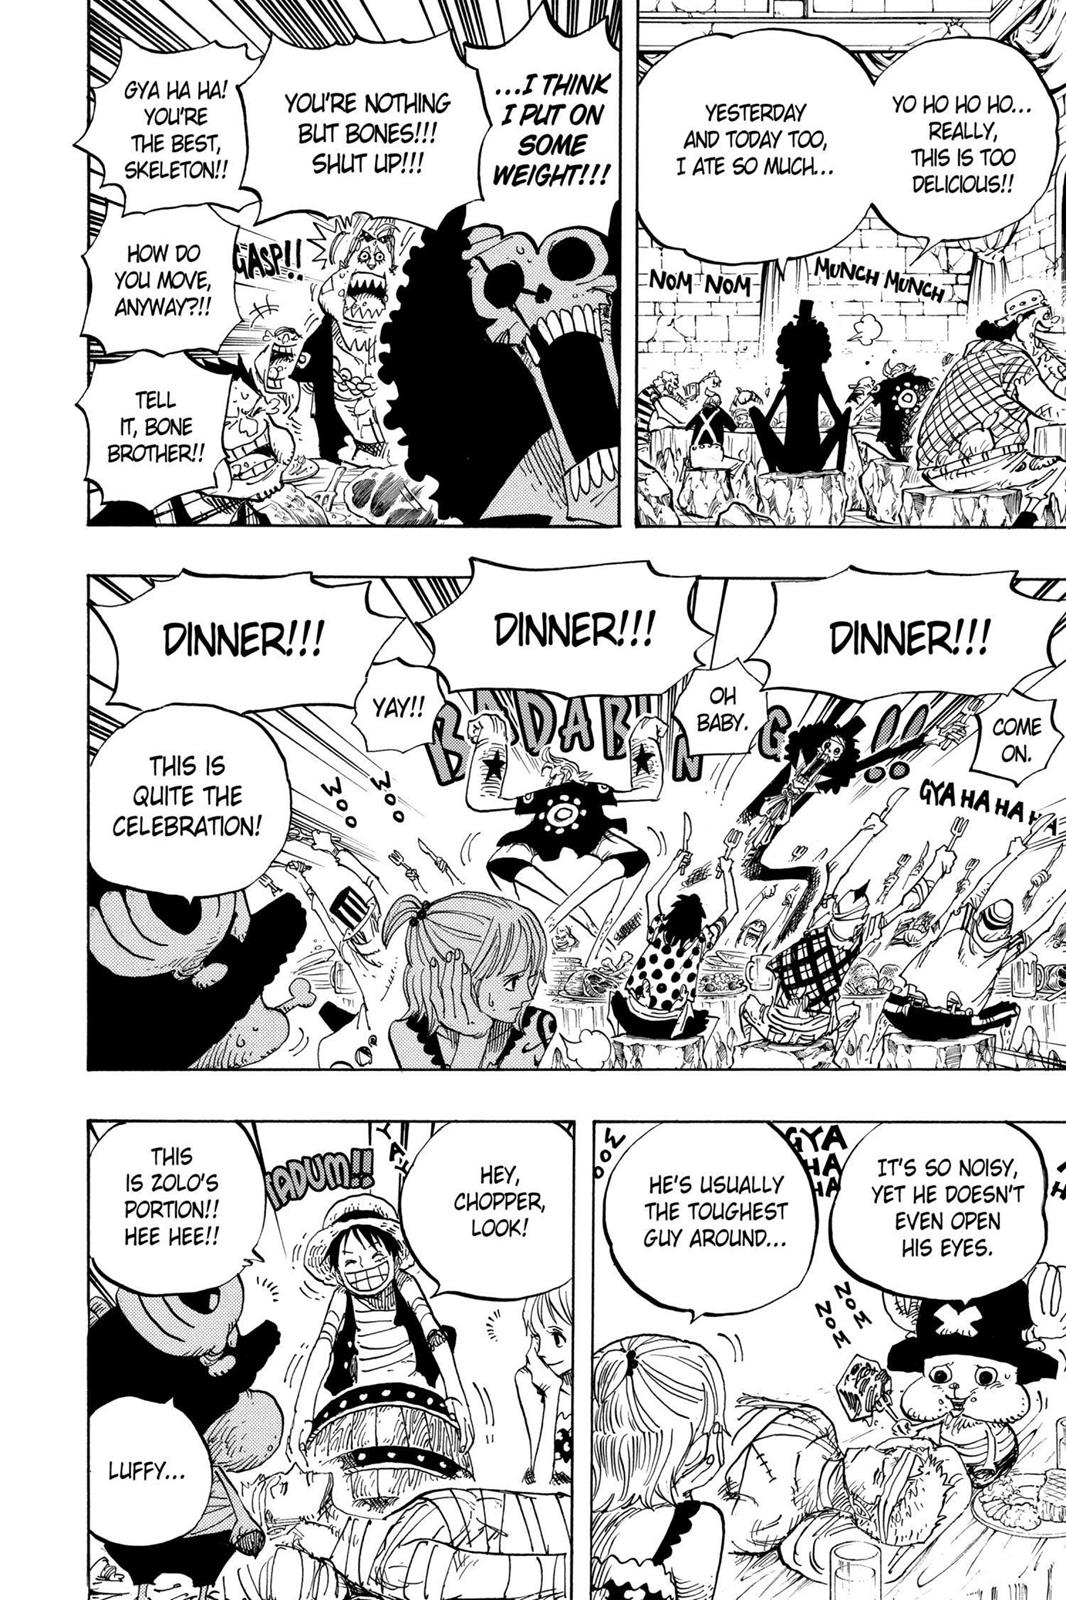 YO HO HO HO...
REALLY,
THIS IS TOO
DELICIOUS!!
YESTERDAY
AND TODAY TOO,
I ATE SO MUCH...
MUNCH MUNCH
NOM NOM
...I THINK
I PUT ON
SOME
WEIGHT!!!
YOU'RE NOTHING
BUT BONES!!!
SHUT UP!!!
GASP!!
GYA HA HA!
YOU'RE
THE BEST,
SKELETON!!
HOW DO
YOU MOVE,
ANYWAY?!!
TELL
IT, BONE
BROTHER!!
DINNER!!!
DINNER!!!
DINNER!!!
COME
ON.
OH
BABY.
YAY!!
GYA HA HA HA HA
WOO
WOO
THIS IS
QUITE THE
CELEBRATION!
IT'S SO NOISY,
YET HE DOESN'T
EVEN OPEN
HIS EYES.
HE'S USUALLY
THE TOUGHEST
GUY AROUND...
GYA
HA
HA
WOO
NOM
NOM
HEY,
CHOPPER,
LOOK!
TADUM!!
THIS
IS ZOLO'S
PORTION!!
HEE HEE!!
LUFFY...